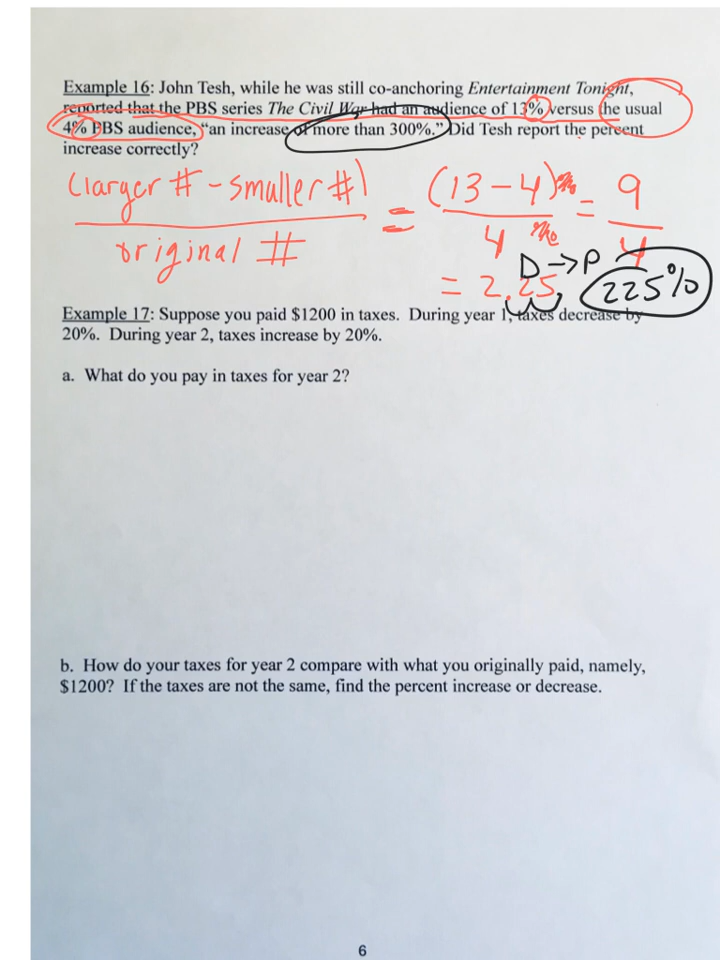 Example 16: John Tesh, while he was still co-anchoring Entertainment Tonight,
reported that the PBS series The Civil War had an audience of 13% versus the usual
4% PBS audience, "an increase of more than 300%." Did Tesh report the percent
increase correctly?
(larger # - smaller #) / original # = (13 - 4)% / 4% = 9 / 4
D→P
= 2.25, 225%
Example 17: Suppose you paid $1200 in taxes. During year 1, taxes decrease by
20%. During year 2, taxes increase by 20%.
a. What do you pay in taxes for year 2?
b. How do your taxes for year 2 compare with what you originally paid, namely,
$1200? If the taxes are not the same, find the percent increase or decrease.
6